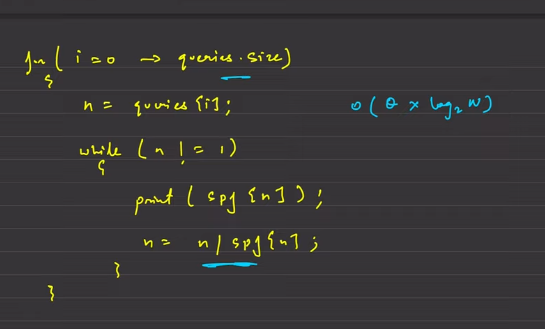 for ( i = 0 → queries.size)
{
n = queries [i];
O ( Q × log₂ N )
while ( n ! = 1 )
{
print ( spf [n] ) ;
n = n / spf [n] ;
}
}